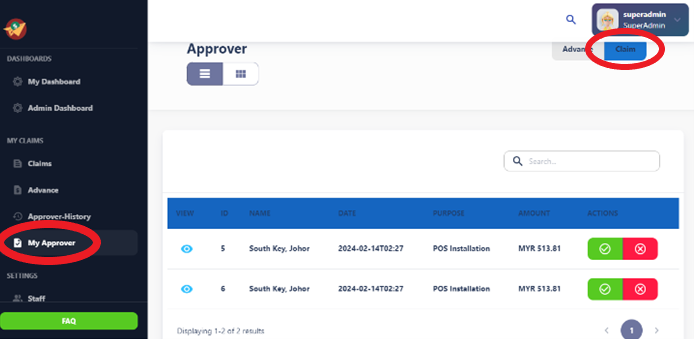 superadmin
SuperAdmin
DASHBOARDS
My Dashboard
Admin Dashboard
MY CLAIMS
Claims
Advance
Approver-History
My Approver
SETTINGS
Staff
FAQ
Approver
Advance Claim
Search...
VIEW ID NAME DATE PURPOSE AMOUNT ACTIONS
5 South Key, Johor 2024-02-14T02:27 POS Installation MYR 513.81
6 South Key, Johor 2024-02-14T02:27 POS Installation MYR 513.81
Displaying 1-2 of 2 results
1